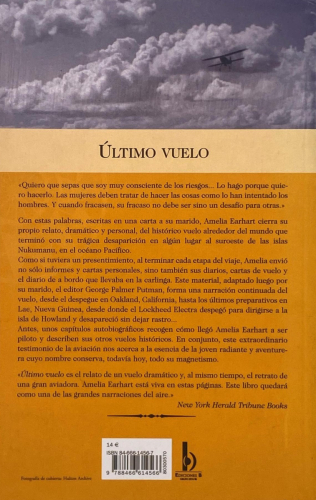 ÚLTIMO VUELO
«Quiero que sepas que soy muy consciente de los riesgos... Lo hago porque quie-
ro hacerlo. Las mujeres deben tratar de hacer las cosas como lo han intentado los
hombres. Y cuando fracasen, su fracaso no debe ser sino un desafío para otras.»
Con estas palabras, escritas en una carta a su marido, Amelia Earhart cierra su
propio relato, dramático y personal, del histórico vuelo alrededor del mundo
que terminó con su trágica desaparición en algún lugar al suroeste de las islas
Nukumanu, en el océano Pacífico.
Como si tuviera un presentimiento, al terminar cada etapa del viaje, Amelia envió
no sólo informes y cartas personales, sino también sus diarios, cartas de vuelo y
el diario de a bordo que llevaba en la carlinga. Este material, adaptado luego por
su marido, el editor George Palmer Putman, forma una narración continuada del
vuelo, desde el despegue en Oakland, California, hasta los últimos preparativos en
Lae, Nueva Guinea, desde donde el Lockheed Electra despegó para dirigirse a la
isla de Howland y desapareció sin dejar rastro...
Antes, unos capítulos autobiográficos recogen cómo llegó Amelia Earhart a ser
piloto y describen sus otros vuelos históricos. En conjunto, este extraordinario
testimonio de la aviación nos acerca a la esencia de la joven radiante y aventure-
ra cuyo nombre conserva, todavía hoy, todo su magnetismo.
«Último vuelo es el relato de un vuelo dramático y, al mismo tiempo, el retrato de
una gran aviadora. Amelia Earhart está viva en estas páginas. Este libro quedará
como una de las grandes narraciones del aire.»
New York Herald Tribune Books
14 €
ISBN 84-666-1456-7
9 788466 614566
EDICIONES B
Fotografía de cubierta: Hulton Archive